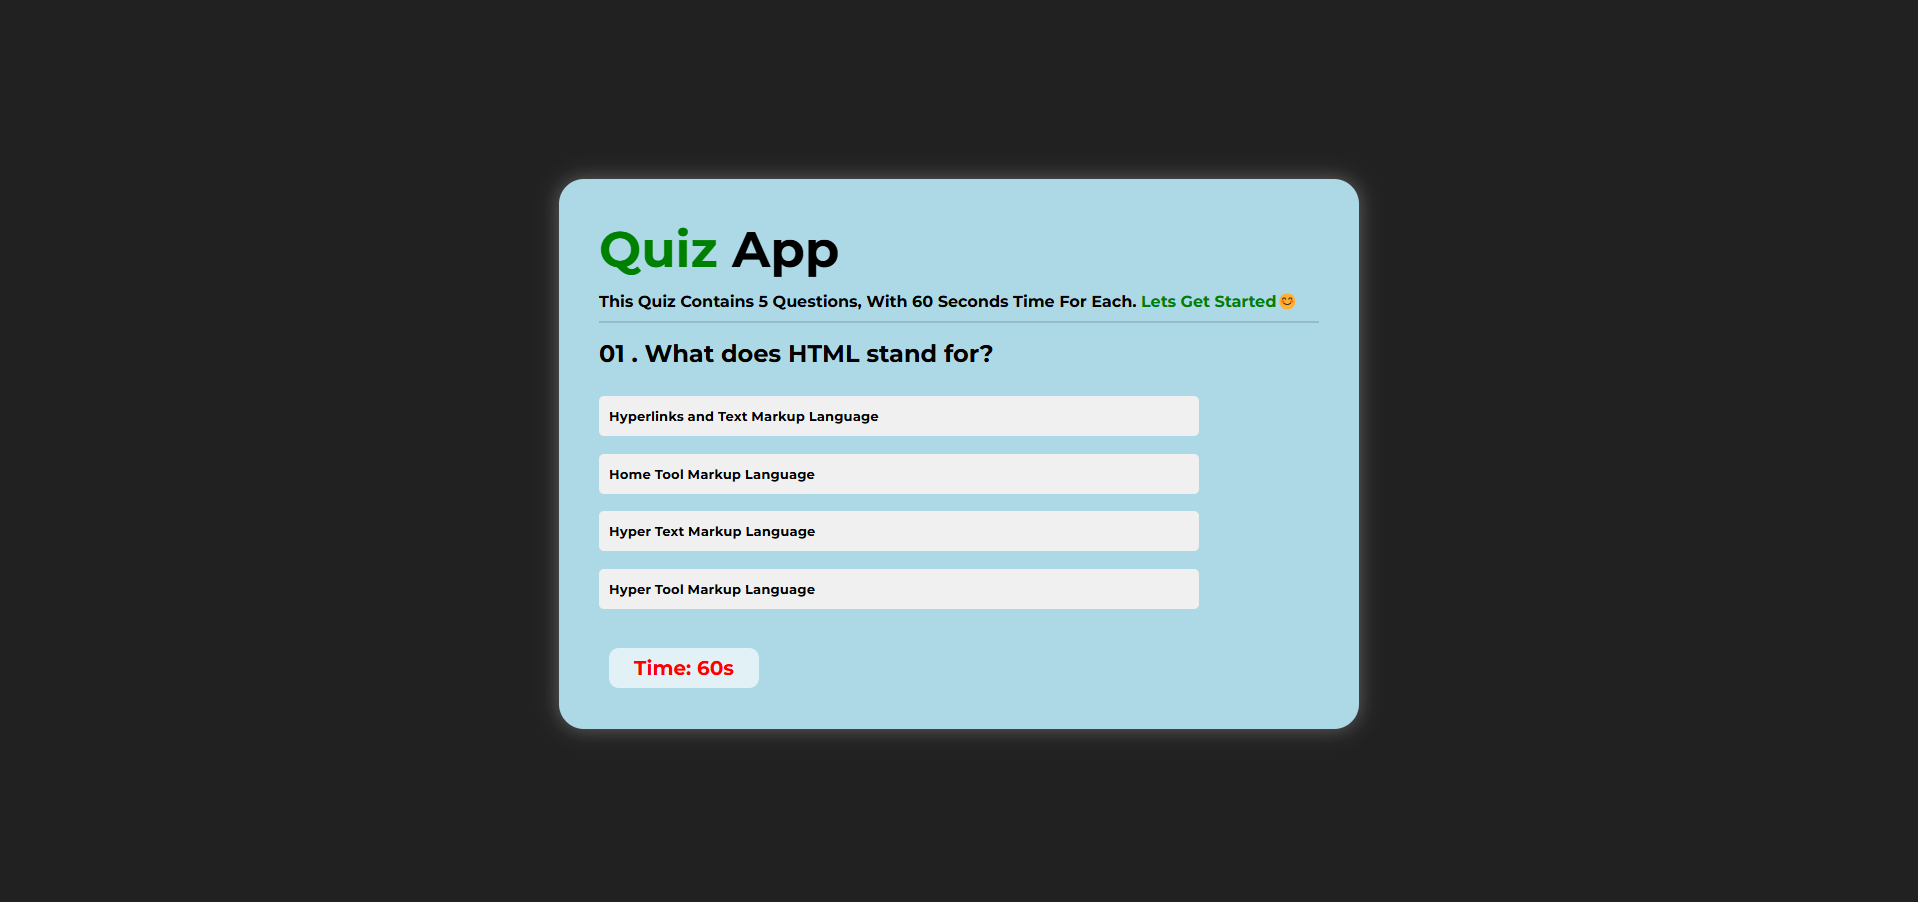 Quiz App
This Quiz Contains 5 Questions, With 60 Seconds Time For Each. Lets Get Started😊
01 . What does HTML stand for?
Hyperlinks and Text Markup Language
Home Tool Markup Language
Hyper Text Markup Language
Hyper Tool Markup Language
Time: 60s